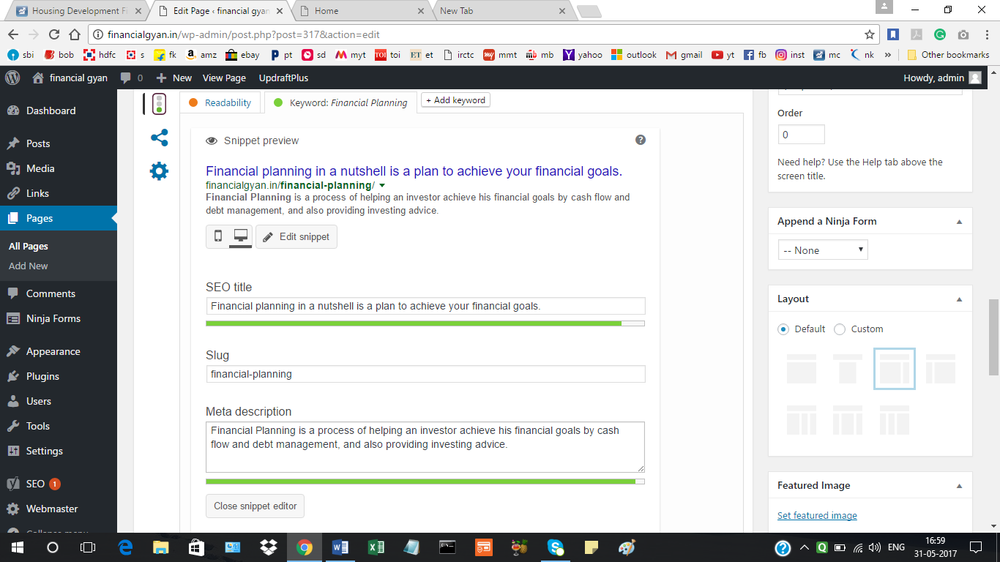 Housing Development F
Edit Page ‹ financial gyan
Home
New Tab
financialgyan.in/wp-admin/post.php?post=317&action=edit
sbi bob hdfc s fk amz ebay pt sd myt TOI toi ET et irctc my mmt mb mb yahoo outlook gmail yt fb inst mc nk » Other bookmarks
financial gyan 0 + New View Page UpdraftPlus Howdy, admin
Dashboard
Posts
Media
Links
Pages
All Pages
Add New
Comments
Ninja Forms
Appearance
Plugins
Users
Tools
Settings
SEO 1
Webmaster
Collapse menu
Readability
Keyword: Financial Planning
+ Add keyword
Snippet preview
?
Financial planning in a nutshell is a plan to achieve your financial goals.
financialgyan.in/financial-planning/
Financial Planning is a process of helping an investor achieve his financial goals by cash flow and
debt management, and also providing investing advice.
Edit snippet
SEO title
Financial planning in a nutshell is a plan to achieve your financial goals.
Slug
financial-planning
Meta description
Financial Planning is a process of helping an investor achieve his financial goals by cash
flow and debt management, and also providing investing advice.
Close snippet editor
Order
0
Need help? Use the Help tab above the
screen title.
Append a Ninja Form
-- None
Layout
Default
Custom
Featured Image
Set featured image
ENG
16:59
31-05-2017